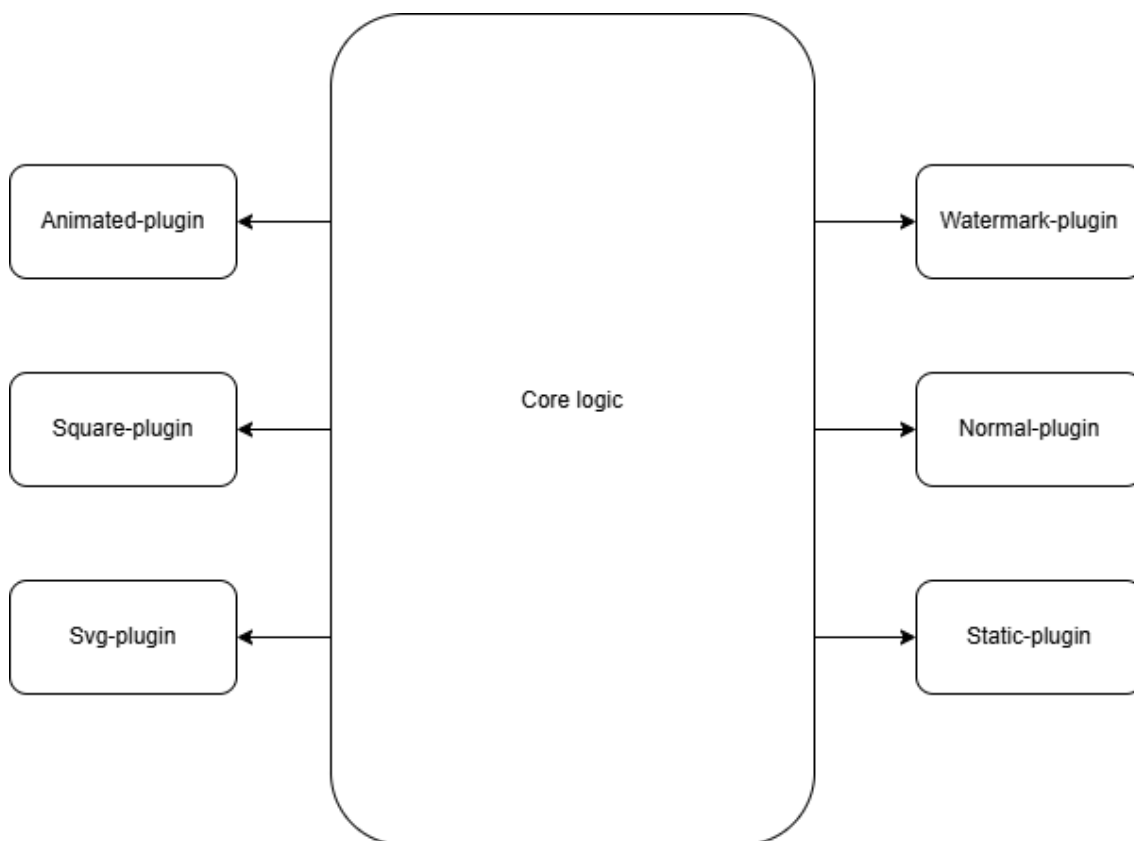 Animated-plugin
Watermark-plugin
Core logic
Square-plugin
Normal-plugin
Svg-plugin
Static-plugin